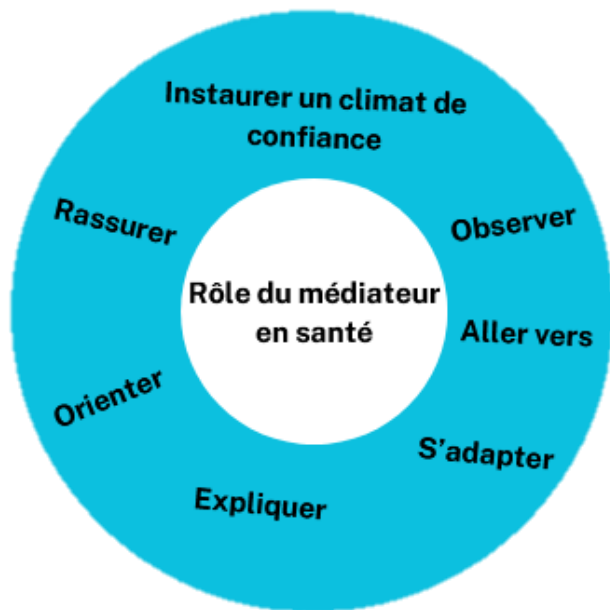 Instaurer un climat de
confiance
Rassurer
Observer
Rôle du médiateur
en santé
Aller vers
Orienter
S'adapter
Expliquer